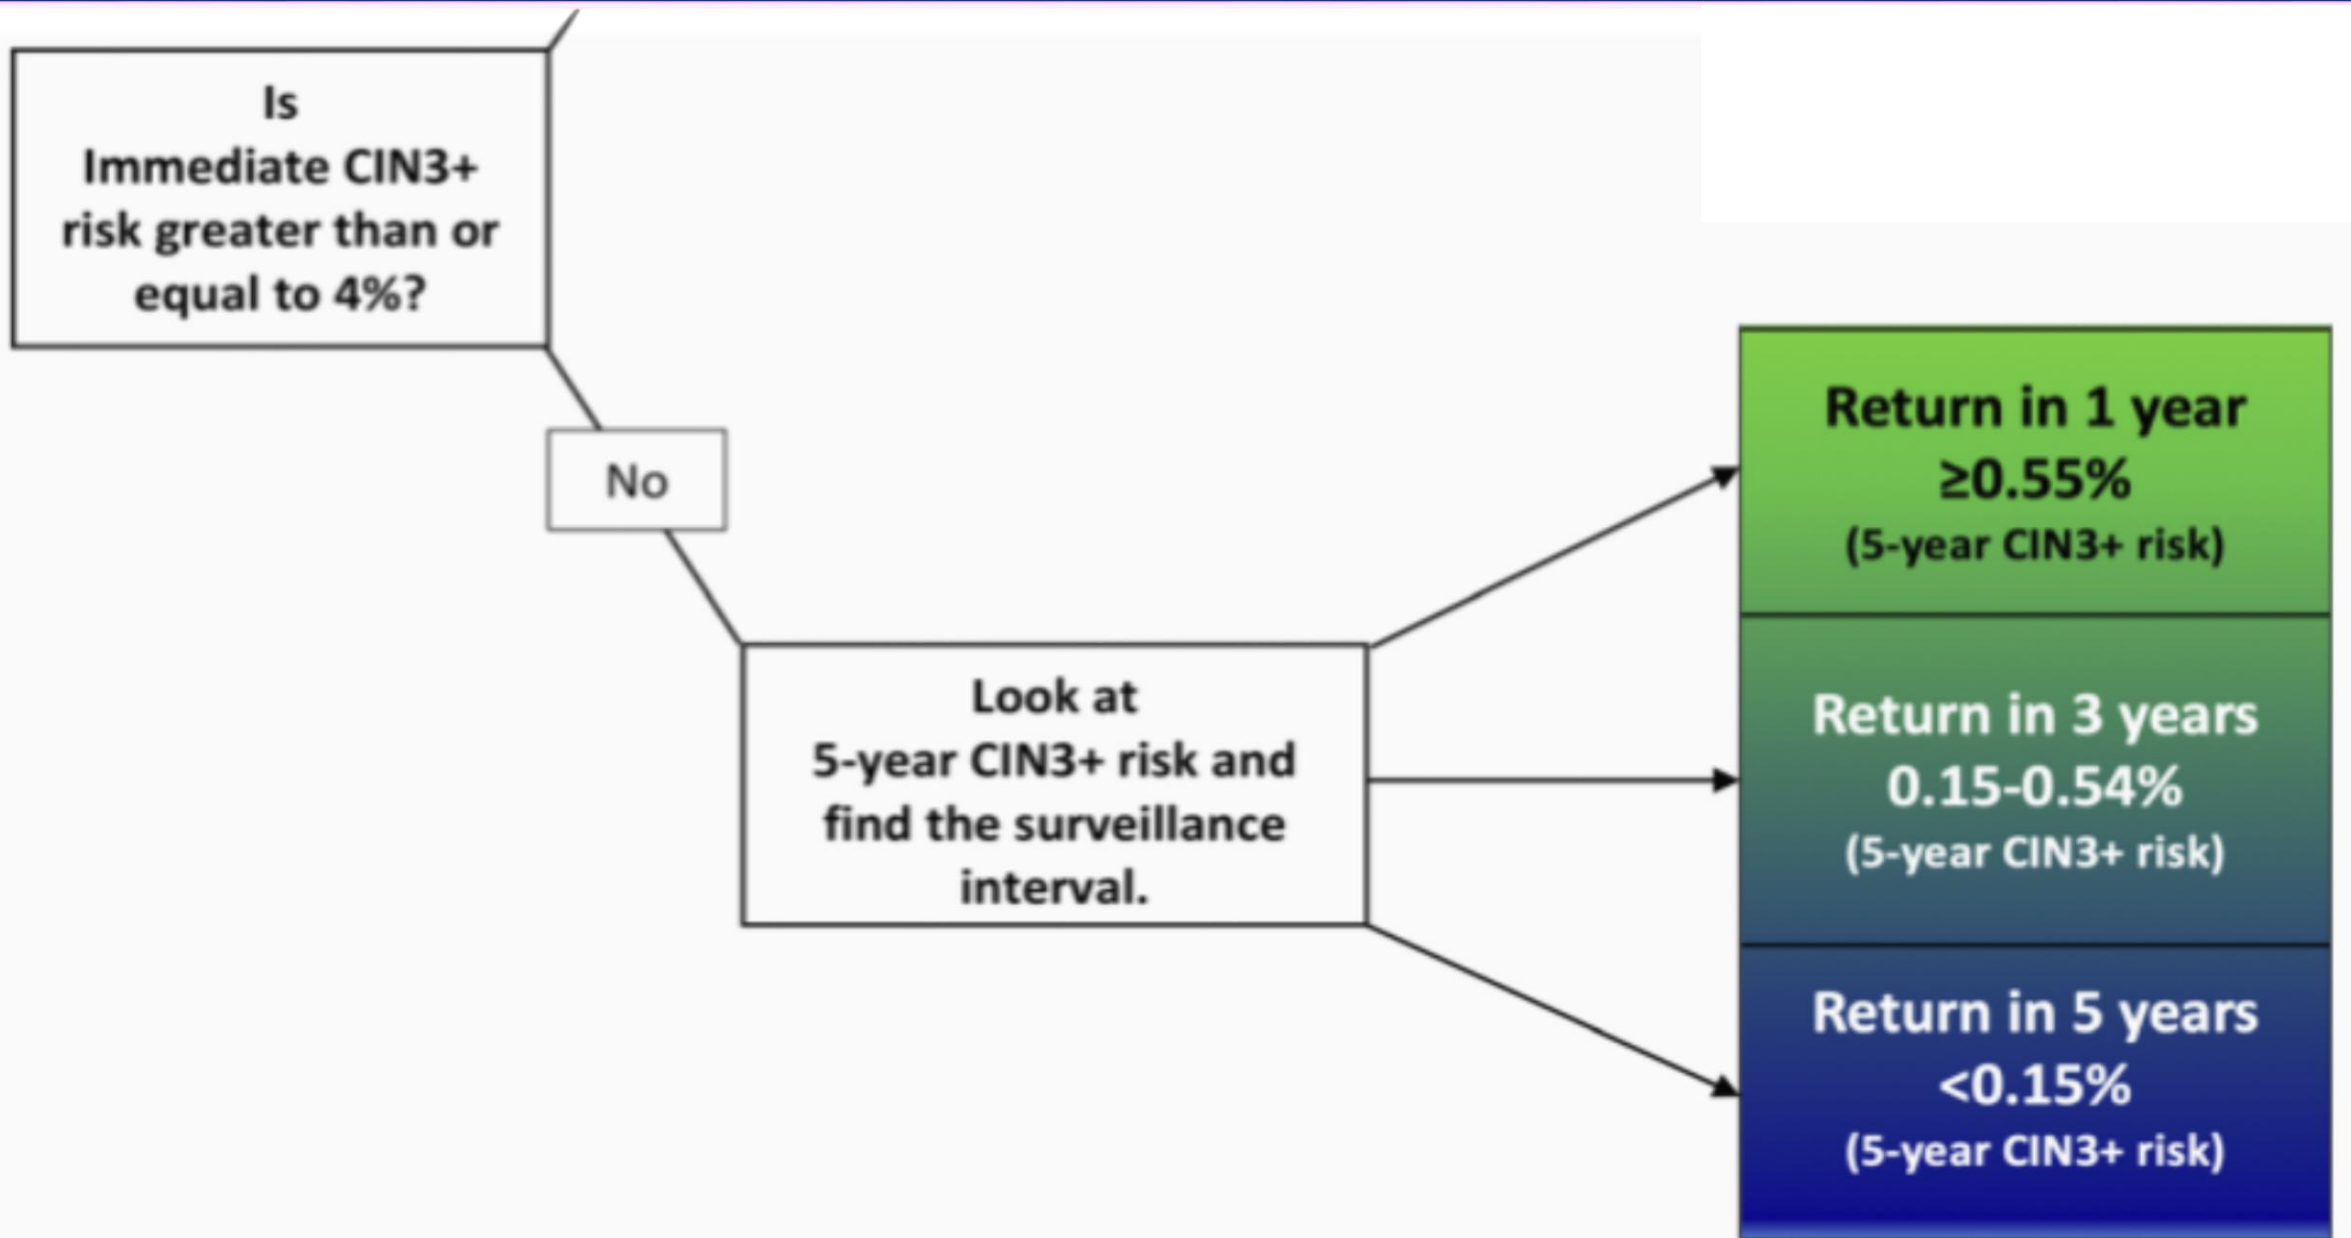 Is
Immediate CIN3+
risk greater than or
equal to 4%?
No
Look at
5-year CIN3+ risk and
find the surveillance
interval.
Return in 1 year
≥0.55%
(5-year CIN3+ risk)
Return in 3 years
0.15-0.54%
(5-year CIN3+ risk)
Return in 5 years
<0.15%
(5-year CIN3+ risk)